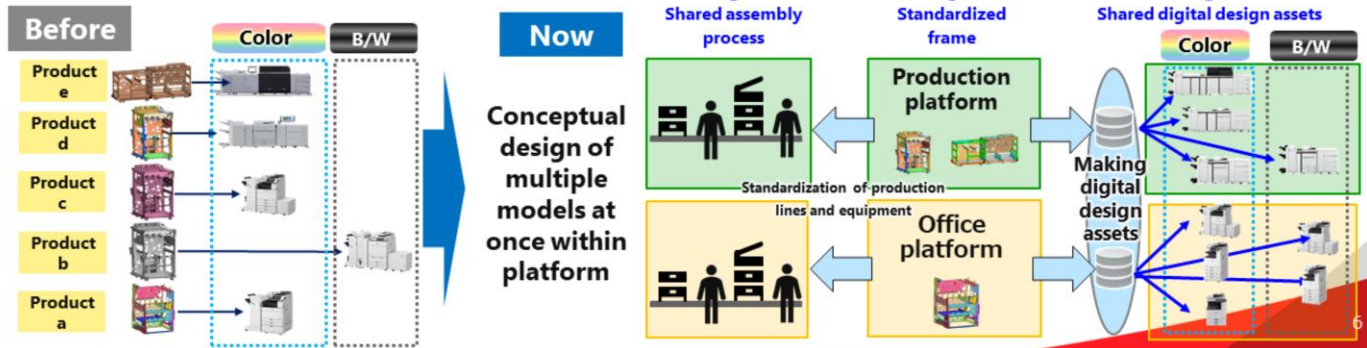 Before
Color
B/W
Product
e
Product
d
Product
c
Product
b
Product
a
Now
Conceptual
design of
multiple
models at
once within
platform
Shared assembly
process
Standardized
frame
Shared digital design assets
Production
platform
Standardization of production
lines and equipment
Office
platform
Making
digital
design
assets
Color
B/W
6